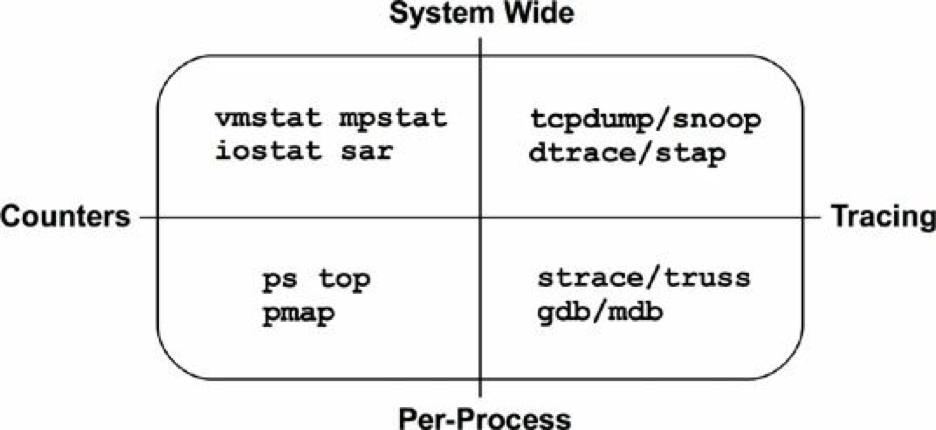 System Wide
vmstat mpstat
iostat sar
tcpdump/snoop
dtrace/stap
Counters
Tracing
ps top
pmap
strace/truss
gdb/mdb
Per-Process